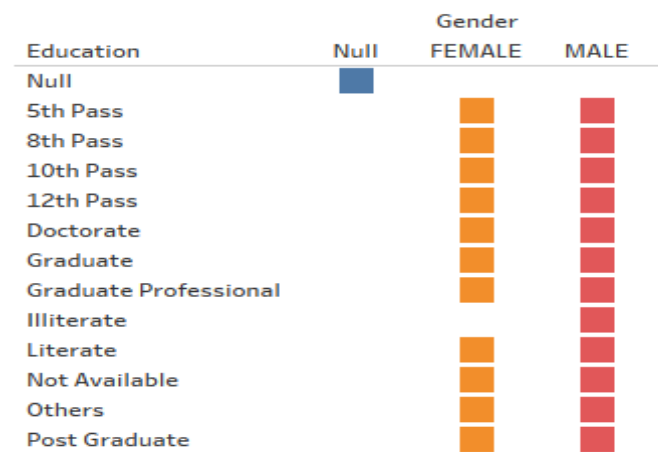 Gender
Education Null FEMALE MALE
Null
5th Pass
8th Pass
10th Pass
12th Pass
Doctorate
Graduate
Graduate Professional
Illiterate
Literate
Not Available
Others
Post Graduate